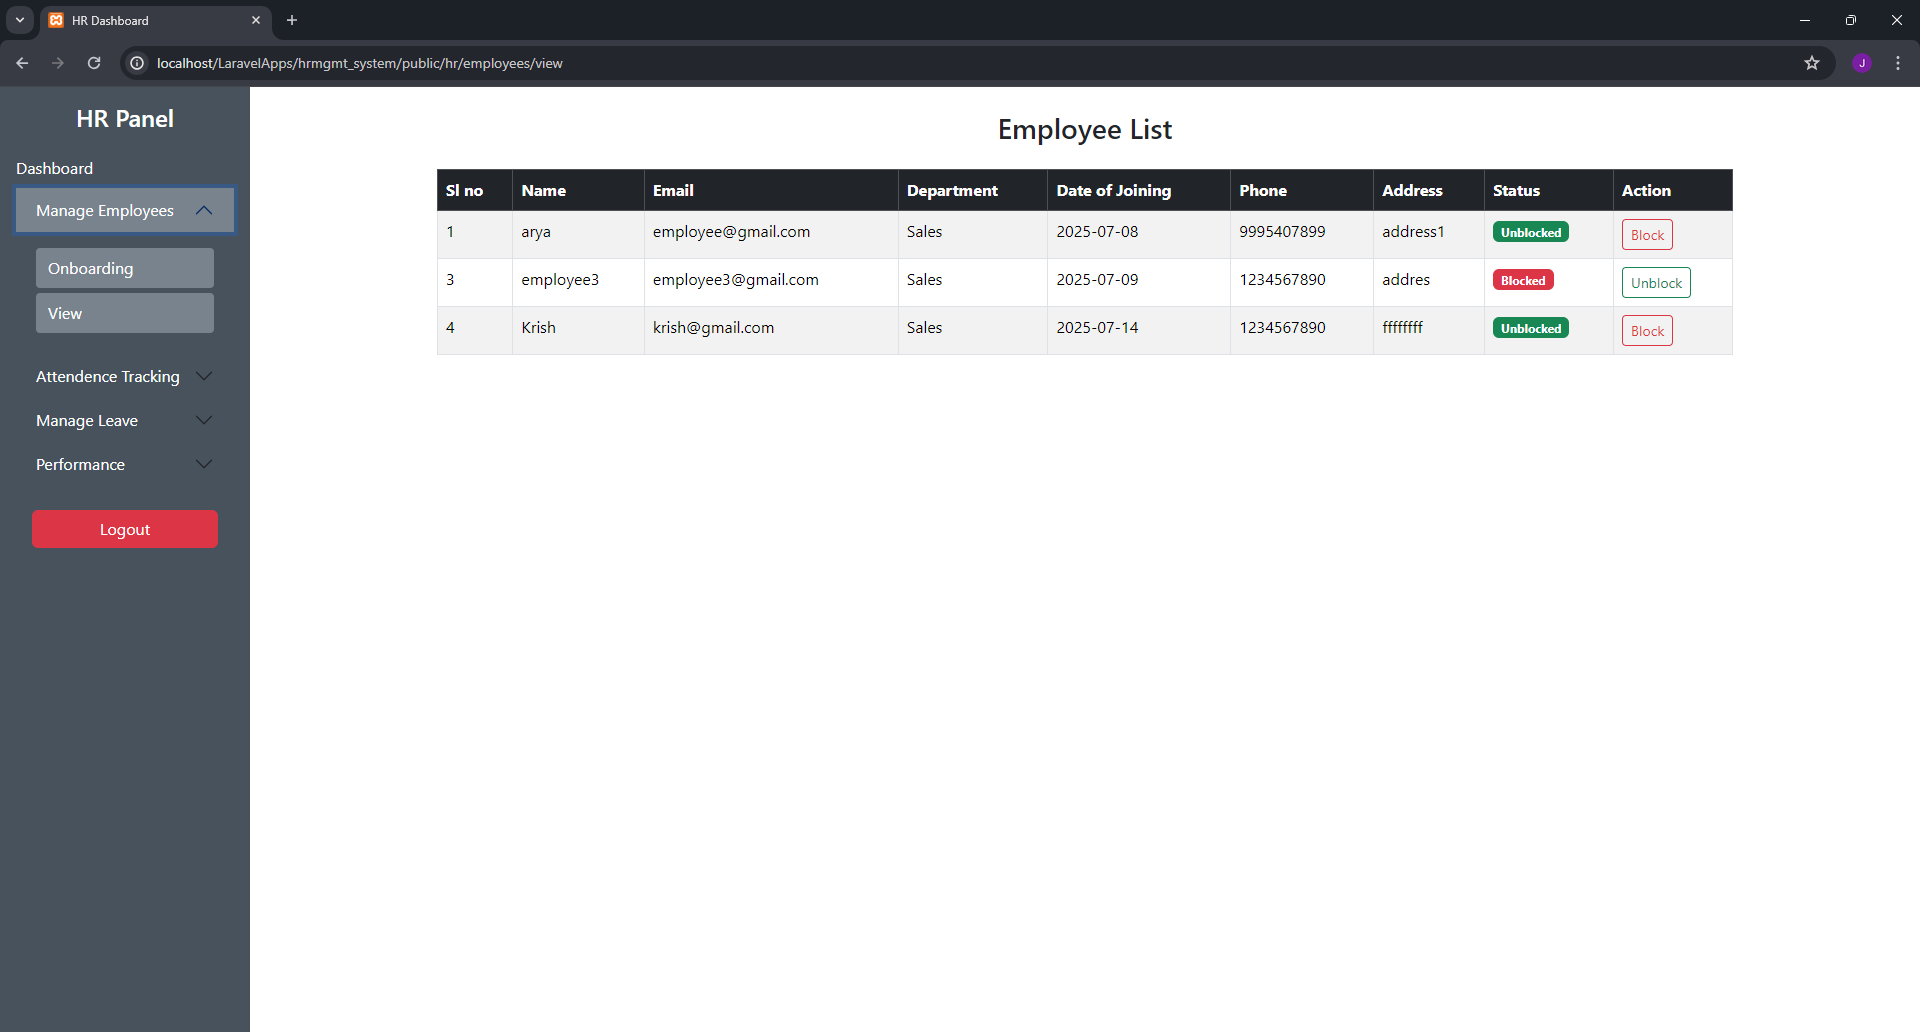 HR Dashboard
localhost/LaravelApps/hrmgmt_system/public/hr/employees/view
J
HR Panel
Dashboard
Manage Employees
Onboarding
View
Attendence Tracking
Manage Leave
Performance
Logout
Employee List
Sl no Name Email Department Date of Joining Phone Address Status Action
1 arya employee@gmail.com Sales 2025-07-08 9995407899 address1 Unblocked Block
3 employee3 employee3@gmail.com Sales 2025-07-09 1234567890 addres Blocked Unblock
4 Krish krish@gmail.com Sales 2025-07-14 1234567890 ffffffff Unblocked Block